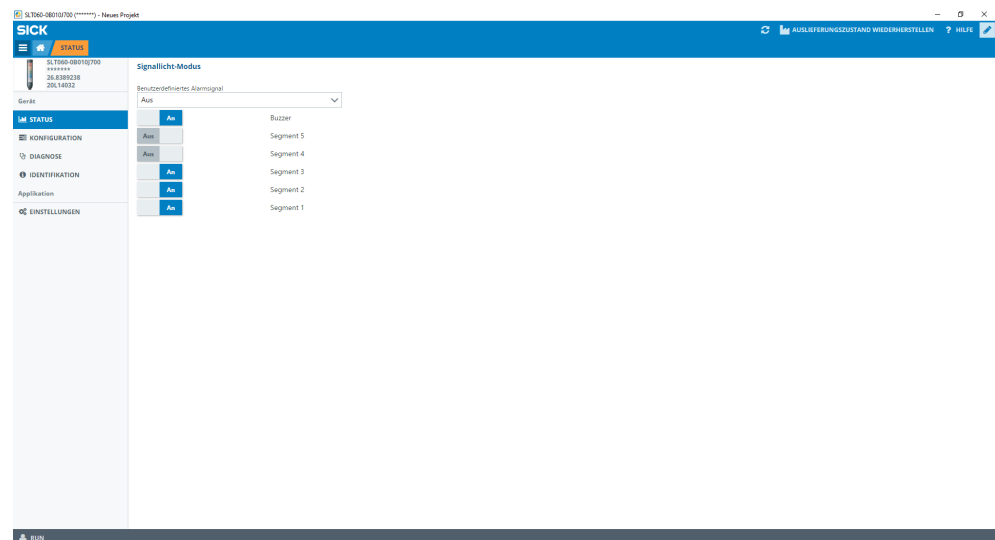 SLT060-0B010J700 (*******) - Neues Projekt
SICK
AUSLIEFERUNGSZUSTAND WIEDERHERSTELLEN
? HILFE
STATUS
SLT060-0B010J700
*******
26.8389238
20L14032
Gerät
STATUS
KONFIGURATION
DIAGNOSE
IDENTIFIKATION
Applikation
EINSTELLUNGEN
Signallicht-Modus
Benutzerdefiniertes Alarmsignal
Aus
An Buzzer
Aus Segment 5
Aus Segment 4
An Segment 3
An Segment 2
An Segment 1
RUN